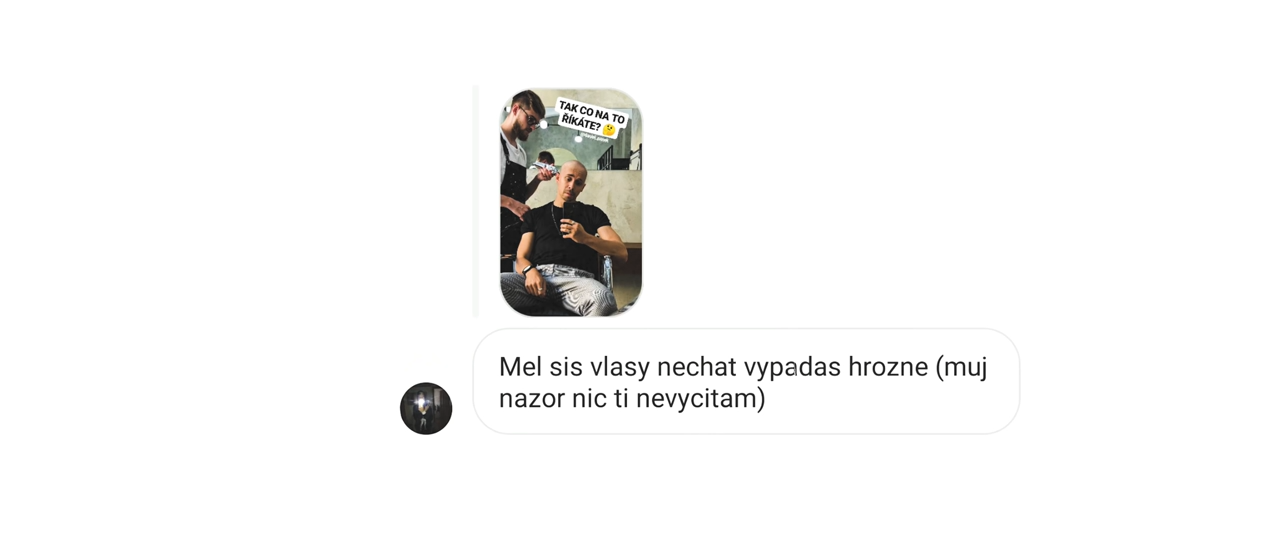 TAK CO NA TO
ŘÍKÁTE? 🤔
Mel sis vlasy nechat vypadas hrozne (muj
nazor nic ti nevycitam)